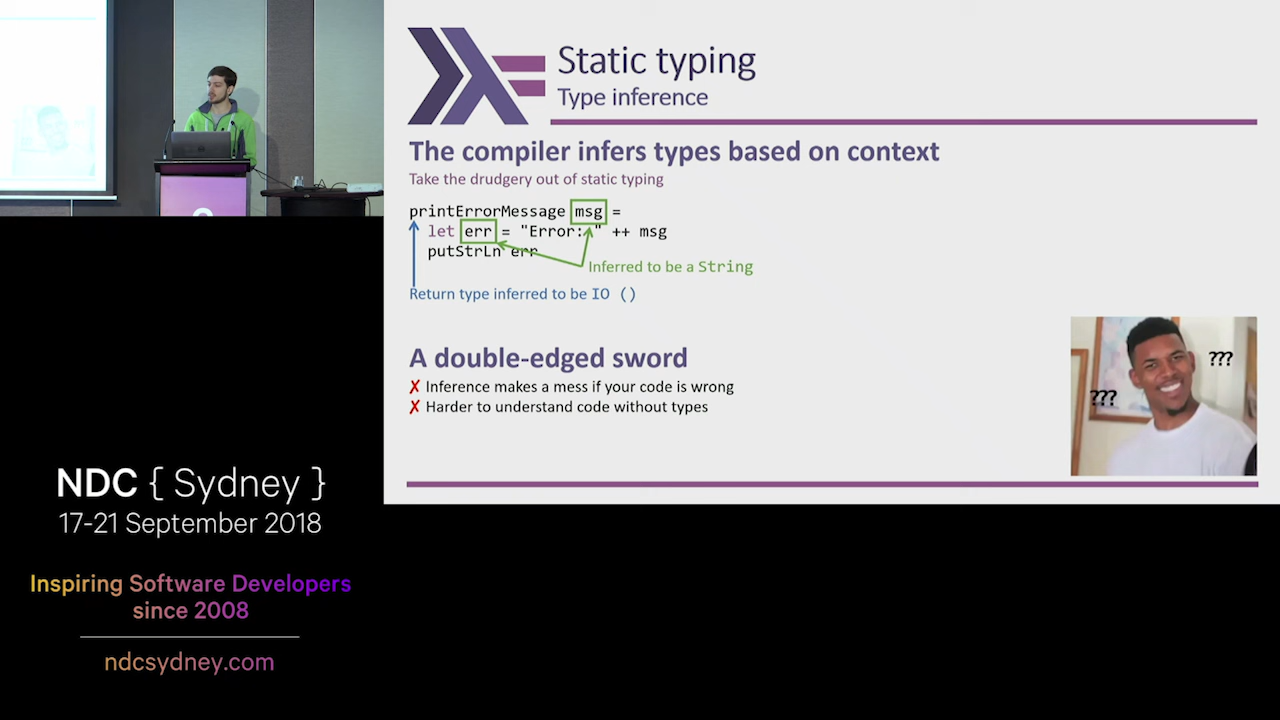 Static typing
Type inference
The compiler infers types based on context
Take the drudgery out of static typing
printErrorMessage msg =
let err = "Error: " ++ msg
putStrLn err
Inferred to be a String
Return type inferred to be IO ()
A double-edged sword
✗ Inference makes a mess if your code is wrong
✗ Harder to understand code without types
???
???
NDC { Sydney }
17-21 September 2018
Inspiring Software Developers
since 2008
ndcsydney.com